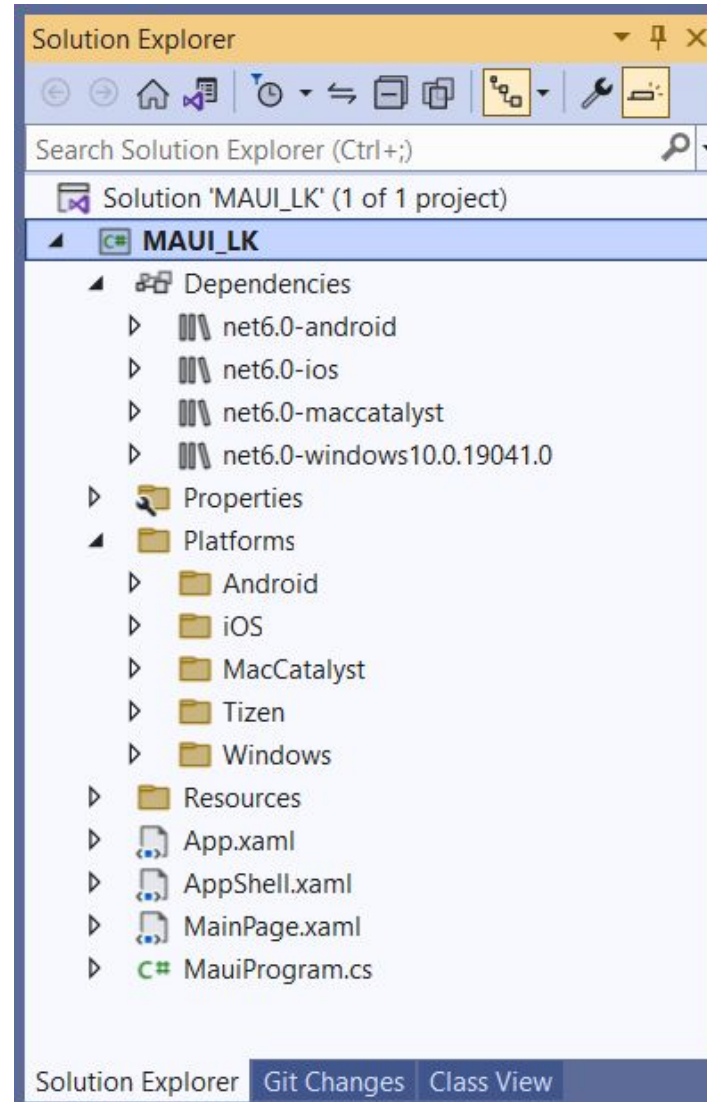 Solution Explorer
Search Solution Explorer (Ctrl+;)
Solution 'MAUI_LK' (1 of 1 project)
C# MAUI_LK
Dependencies
net6.0-android
net6.0-ios
net6.0-maccatalyst
net6.0-windows10.0.19041.0
Properties
Platforms
Android
iOS
MacCatalyst
Tizen
Windows
Resources
App.xaml
AppShell.xaml
MainPage.xaml
C# MauiProgram.cs
Solution Explorer Git Changes Class View